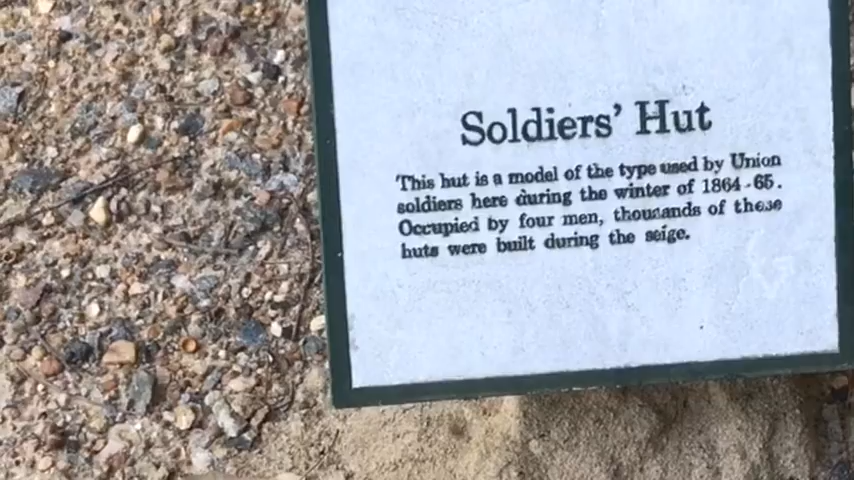 Soldiers' Hut
This hut is a model of the type used by Union
soldiers here during the winter of 1864-65.
Occupied by four men, thousands of these
huts were built during the seige.